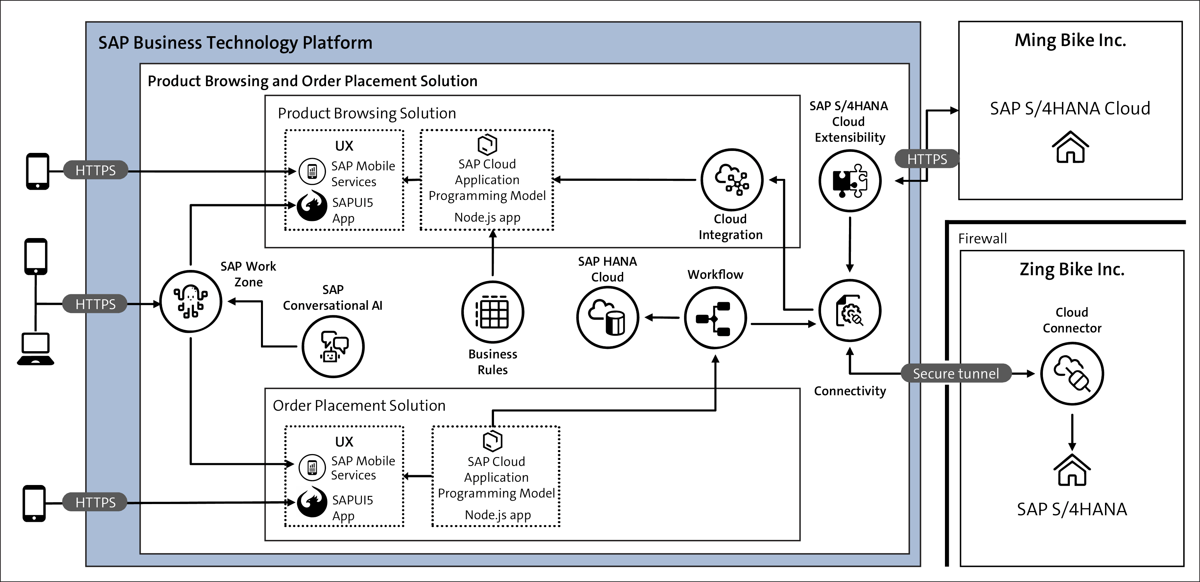 SAP Business Technology Platform
Product Browsing and Order Placement Solution
Product Browsing Solution
UX
SAP Mobile
Services
SAPUI5
App
SAP Cloud
Application
Programming Model
Node.js app
Cloud
Integration
SAP S/4HANA
Cloud
Extensibility
HTTPS
HTTPS
Ming Bike Inc.
SAP S/4HANA Cloud
Firewall
Zing Bike Inc.
Cloud
Connector
SAP S/4HANA
HTTPS
SAP Work
Zone
SAP
Conversational AI
Business
Rules
SAP HANA
Cloud
Workflow
Connectivity
Secure tunnel
Order Placement Solution
UX
SAP Mobile
Services
SAPUI5
App
SAP Cloud
Application
Programming Model
Node.js app
HTTPS